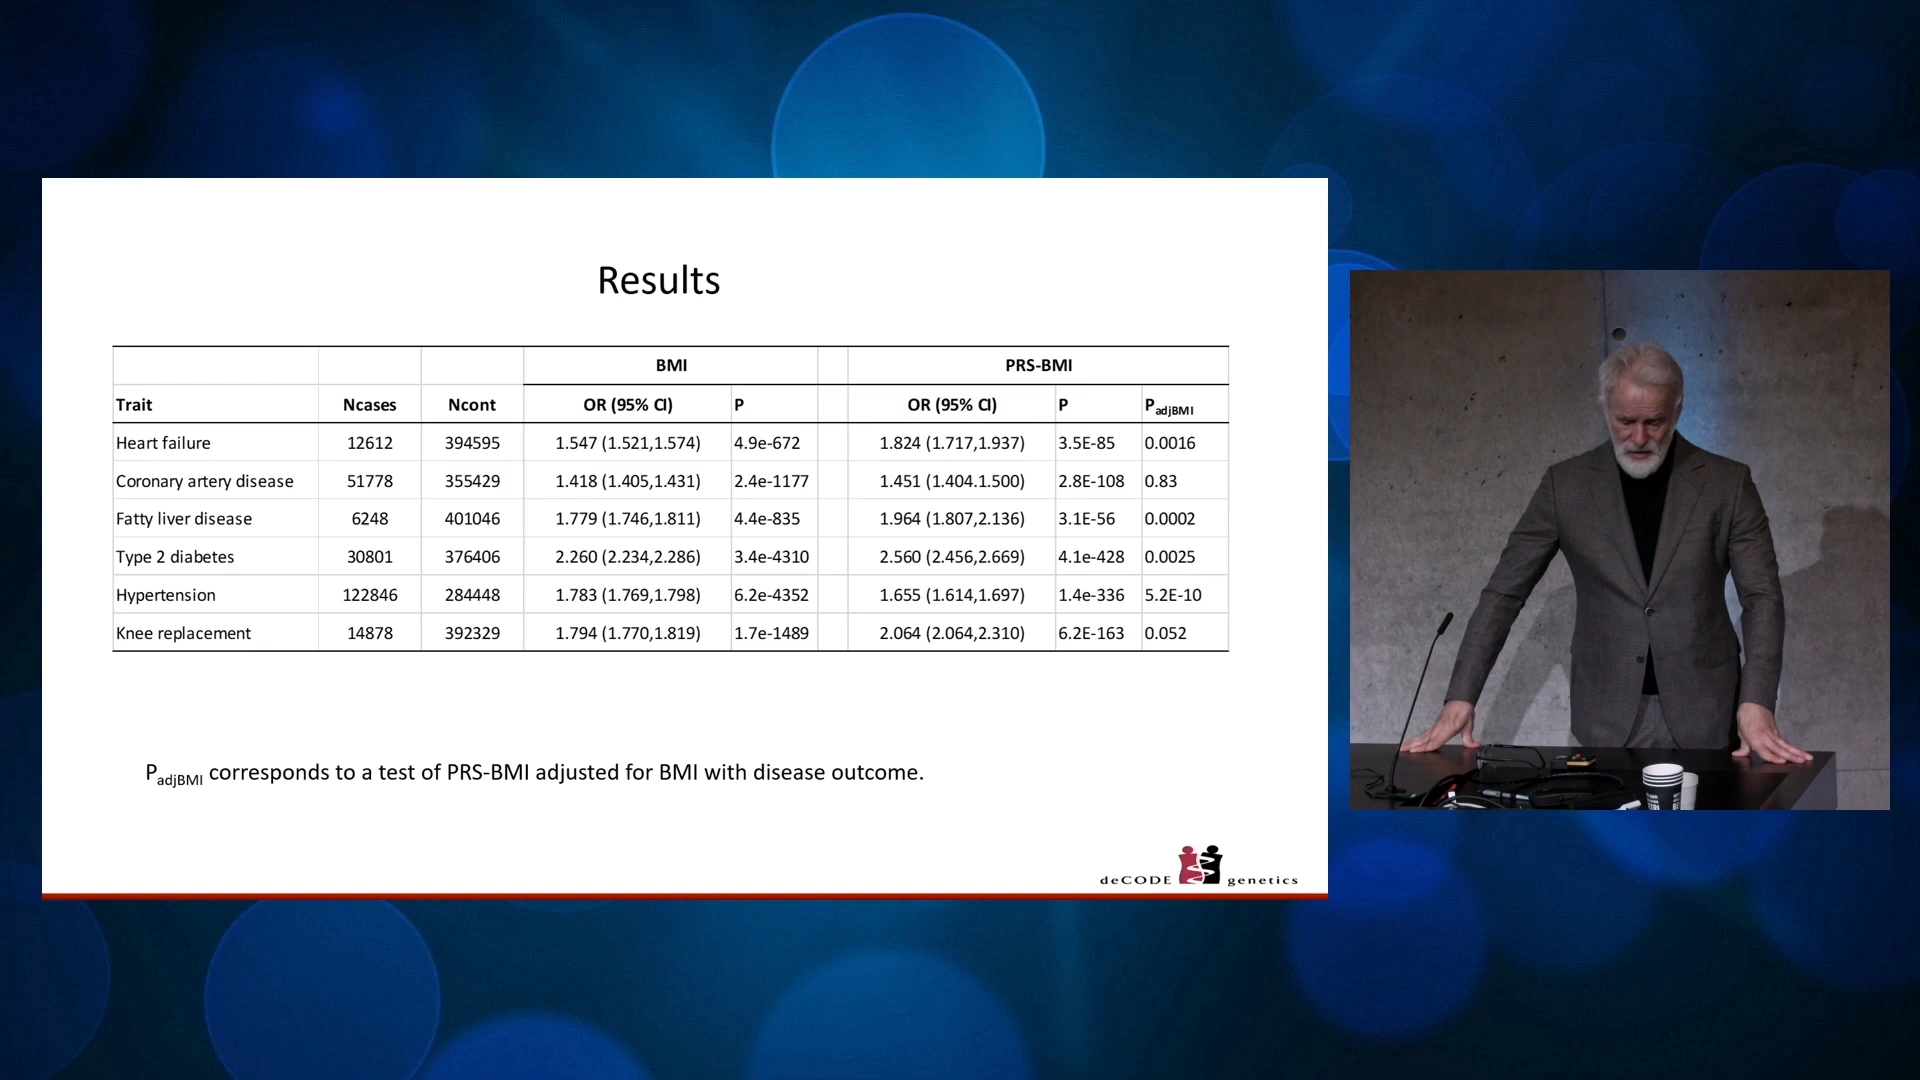 Results
BMI PRS-BMI
Trait Ncases Ncont OR (95% CI) P OR (95% CI) P PadjBMI
Heart failure 12612 394595 1.547 (1.521,1.574) 4.9e-672 1.824 (1.717,1.937) 3.5E-85 0.0016
Coronary artery disease 51778 355429 1.418 (1.405,1.431) 2.4e-1177 1.451 (1.404.1.500) 2.8E-108 0.83
Fatty liver disease 6248 401046 1.779 (1.746,1.811) 4.4e-835 1.964 (1.807,2.136) 3.1E-56 0.0002
Type 2 diabetes 30801 376406 2.260 (2.234,2.286) 3.4e-4310 2.560 (2.456,2.669) 4.1e-428 0.0025
Hypertension 122846 284448 1.783 (1.769,1.798) 6.2e-4352 1.655 (1.614,1.697) 1.4e-336 5.2E-10
Knee replacement 14878 392329 1.794 (1.770,1.819) 1.7e-1489 2.064 (2.064,2.310) 6.2E-163 0.052
PadjBMI corresponds to a test of PRS-BMI adjusted for BMI with disease outcome.
deCODE genetics